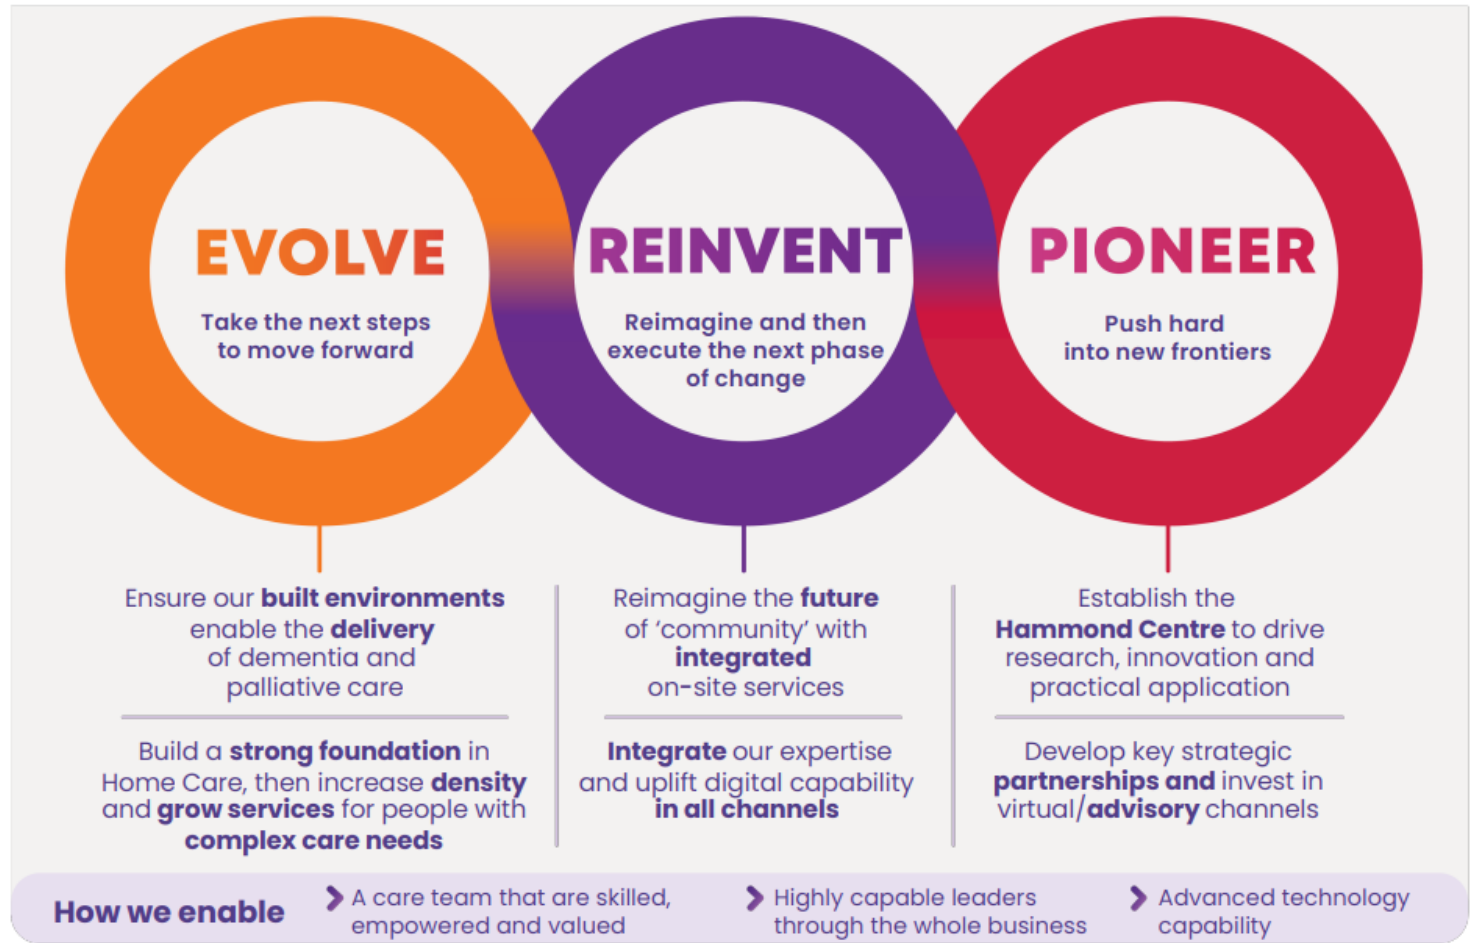 EVOLVE
Take the next steps
to move forward
REINVENT
Reimagine and then
execute the next phase
of change
PIONEER
Push hard
into new frontiers
Ensure our built environments
enable the delivery
of dementia and
palliative care
Build a strong foundation in
Home Care, then increase density
and grow services for people with
complex care needs
Reimagine the future
of ‘community’ with
integrated
on-site services
Integrate our expertise
and uplift digital capability
in all channels
Establish the
Hammond Centre to drive
research, innovation and
practical application
Develop key strategic
partnerships and invest in
virtual/advisory channels
How we enable
A care team that are skilled,
empowered and valued
Highly capable leaders
through the whole business
Advanced technology
capability